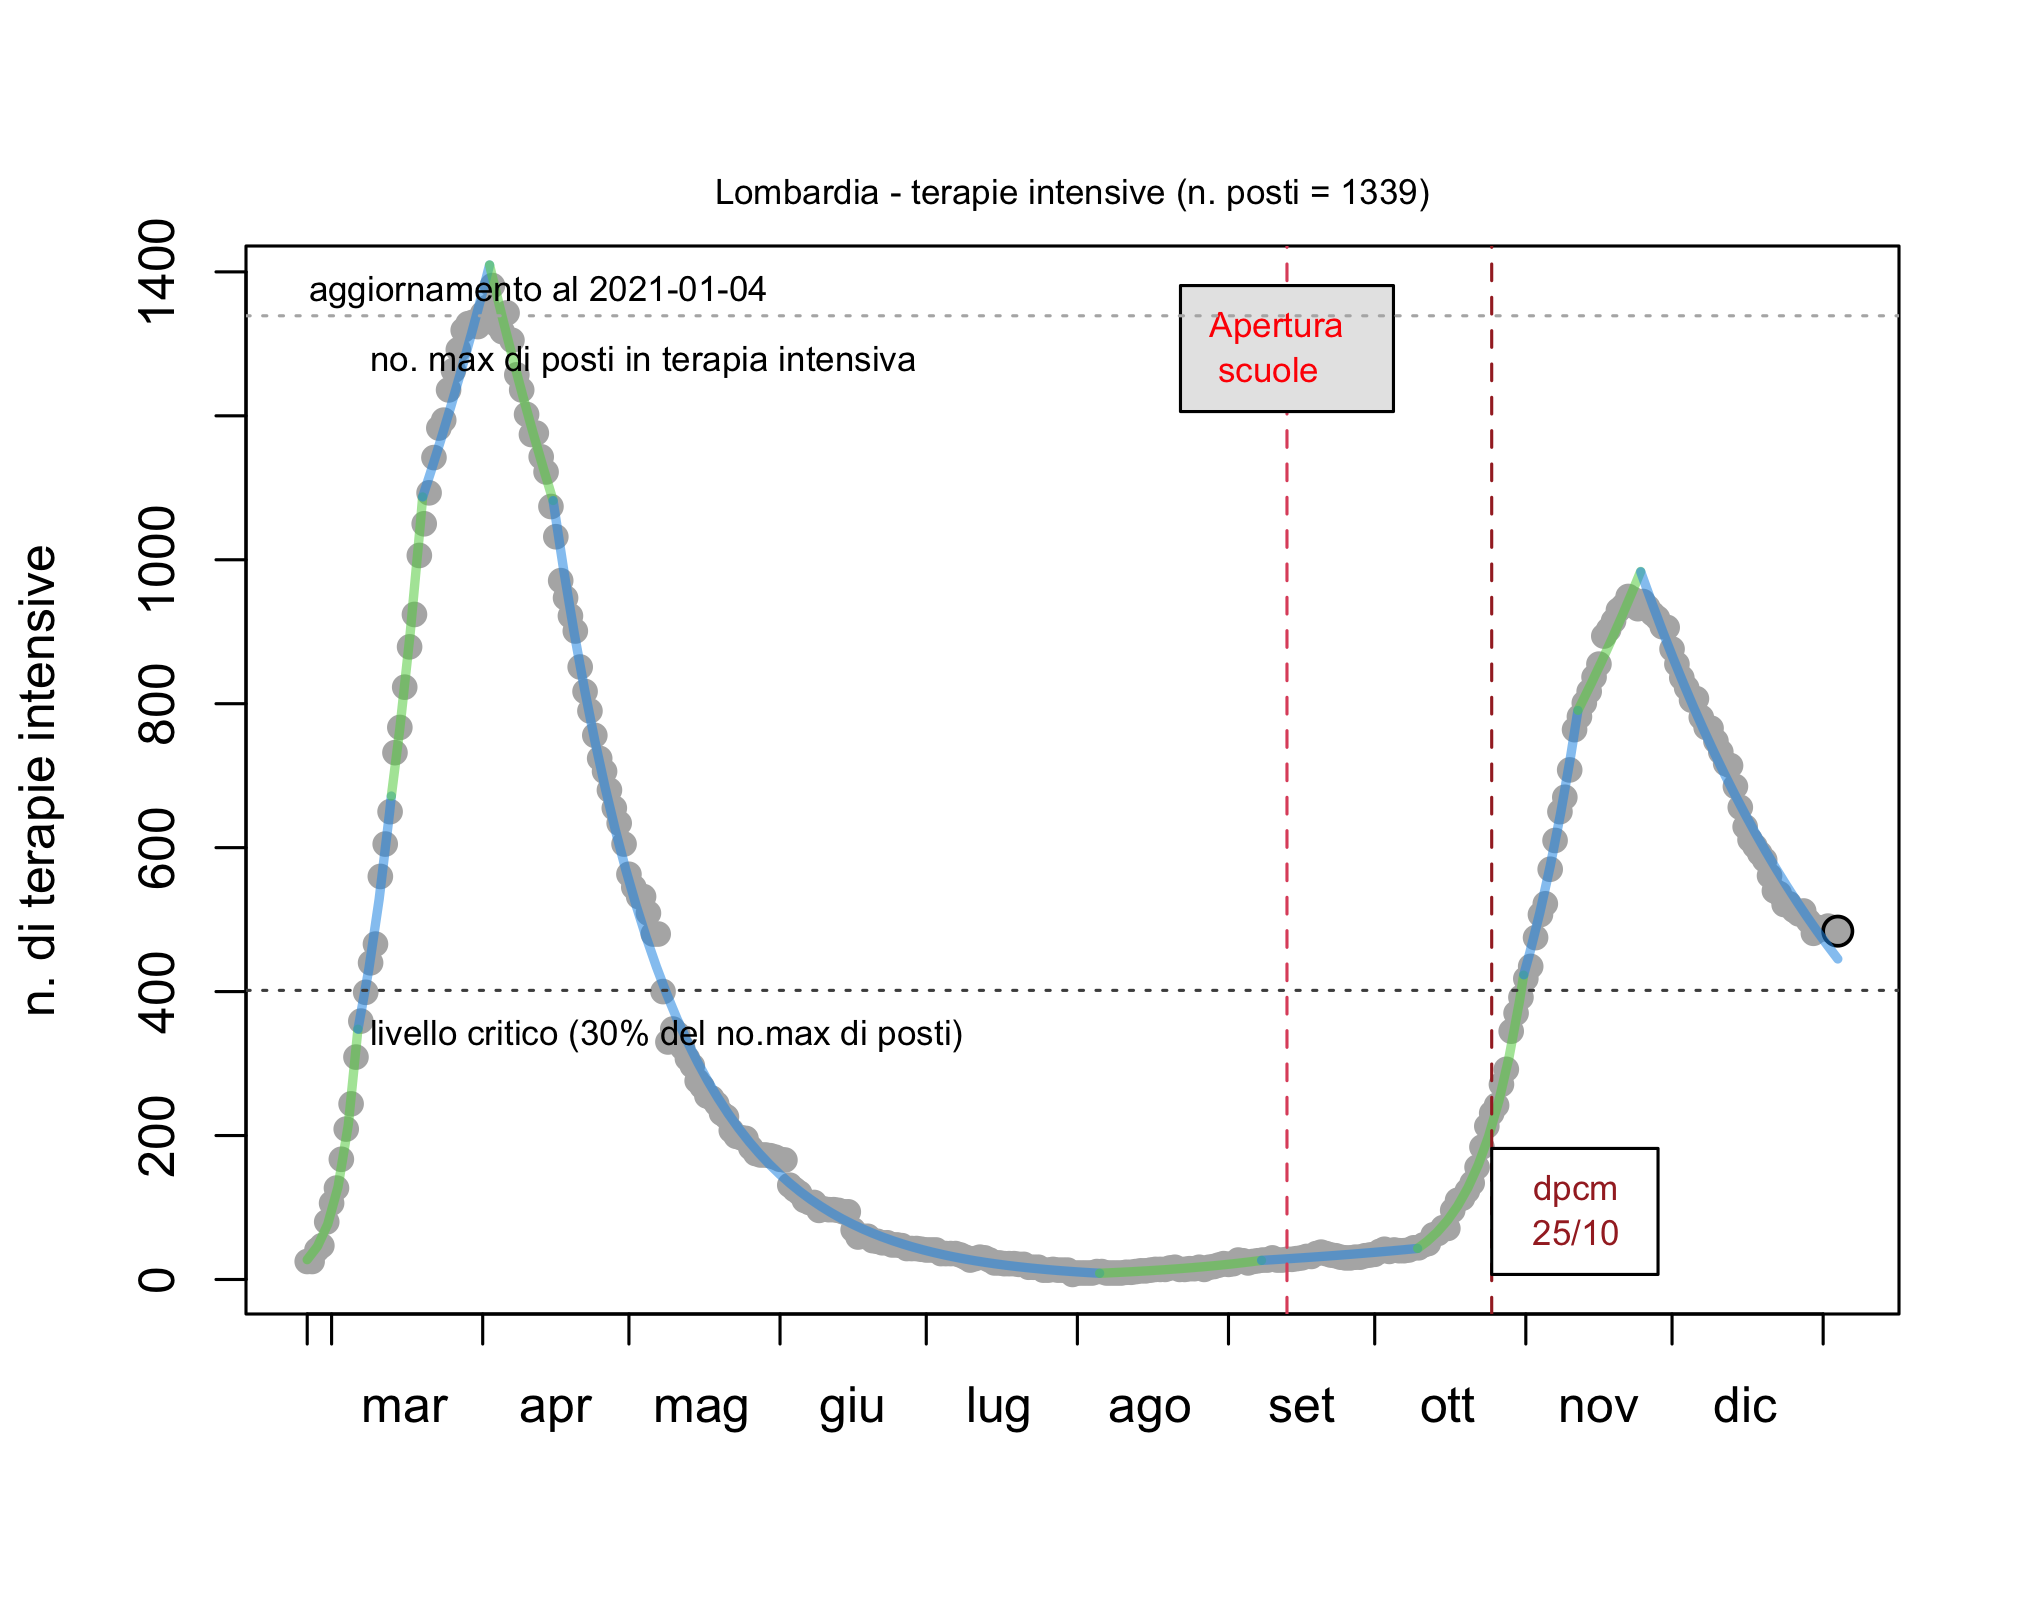 Lombardia - terapie intensive (n. posti = 1339)
aggiornamento al 2021-01-04
no. max di posti in terapia intensiva
Apertura
scuole
livello critico (30% del no.max di posti)
dpcm
25/10
n. di terapie intensive
1400
1000
800
600
400
200
0
mar apr mag giu lug ago set ott nov dic